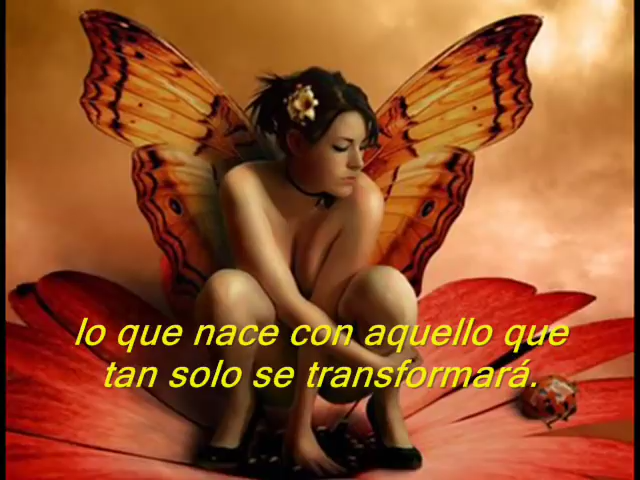 lo que nace con aquello que
tan solo se transformará.